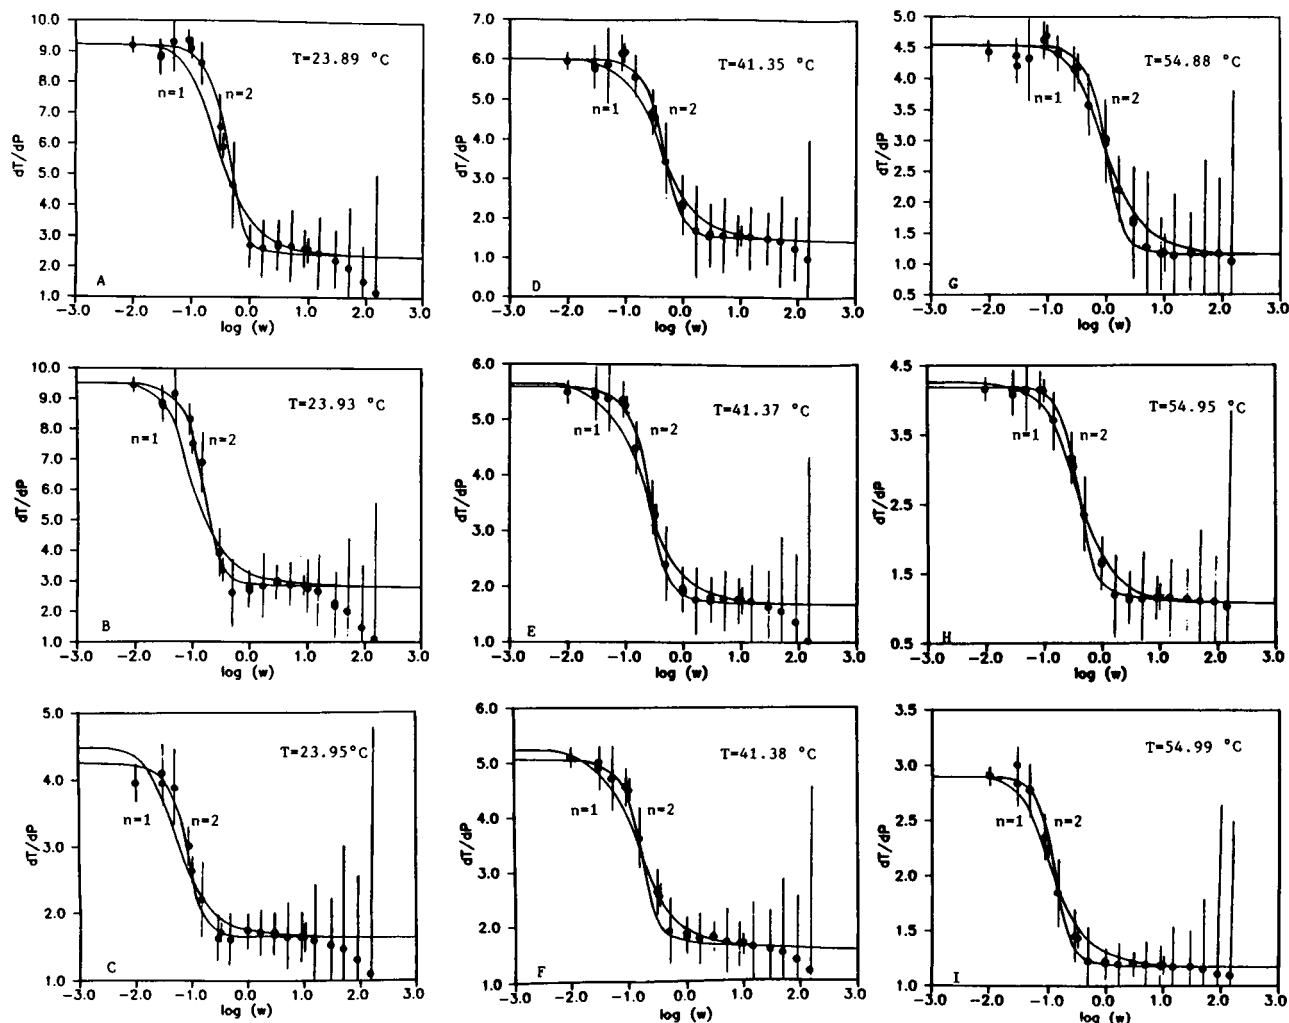 10.0
9.0
8.0
7.0
6.0
5.0
4.0
3.0
2.0
1.0
dT/dP
T=23.89 °C
n=1
n=2
A
−3.0 −2.0 −1.0 0.0 1.0 2.0 3.0
log (w)
7.0
6.0
5.0
4.0
3.0
2.0
1.0
0.0
dT/dP
T=41.35 °C
n=1
n=2
D
−3.0 −2.0 −1.0 0.0 1.0 2.0 3.0
log (w)
5.0
4.5
4.0
3.5
3.0
2.5
2.0
1.5
1.0
0.5
dT/dP
T=54.88 °C
n=1
n=2
G
−3.0 −2.0 −1.0 0.0 1.0 2.0 3.0
log (w)
10.0
9.0
8.0
7.0
6.0
5.0
4.0
3.0
2.0
1.0
dT/dP
T=23.93 °C
n=1
n=2
B
−3.0 −2.0 −1.0 0.0 1.0 2.0 3.0
log (w)
6.0
5.0
4.0
3.0
2.0
1.0
dT/dP
T=41.37 °C
n=1
n=2
E
−3.0 −2.0 −1.0 0.0 1.0 2.0 3.0
log (w)
4.5
3.5
2.5
1.5
0.5
dT/dP
T=54.95 °C
n=1
n=2
H
−3.0 −2.0 −1.0 0.0 1.0 2.0 3.0
log (w)
5.0
4.0
3.0
2.0
1.0
dT/dP
T=23.95°C
n=1
n=2
C
−3.0 −2.0 −1.0 0.0 1.0 2.0 3.0
log (w)
6.0
5.0
4.0
3.0
2.0
1.0
dT/dP
T=41.38 °C
n=1
n=2
F
−3.0 −2.0 −1.0 0.0 1.0 2.0 3.0
log (w)
3.5
3.0
2.5
2.0
1.5
1.0
dT/dP
T=54.99 °C
n=1
n=2
I
−3.0 −2.0 −1.0 0.0 1.0 2.0 3.0
log (w)